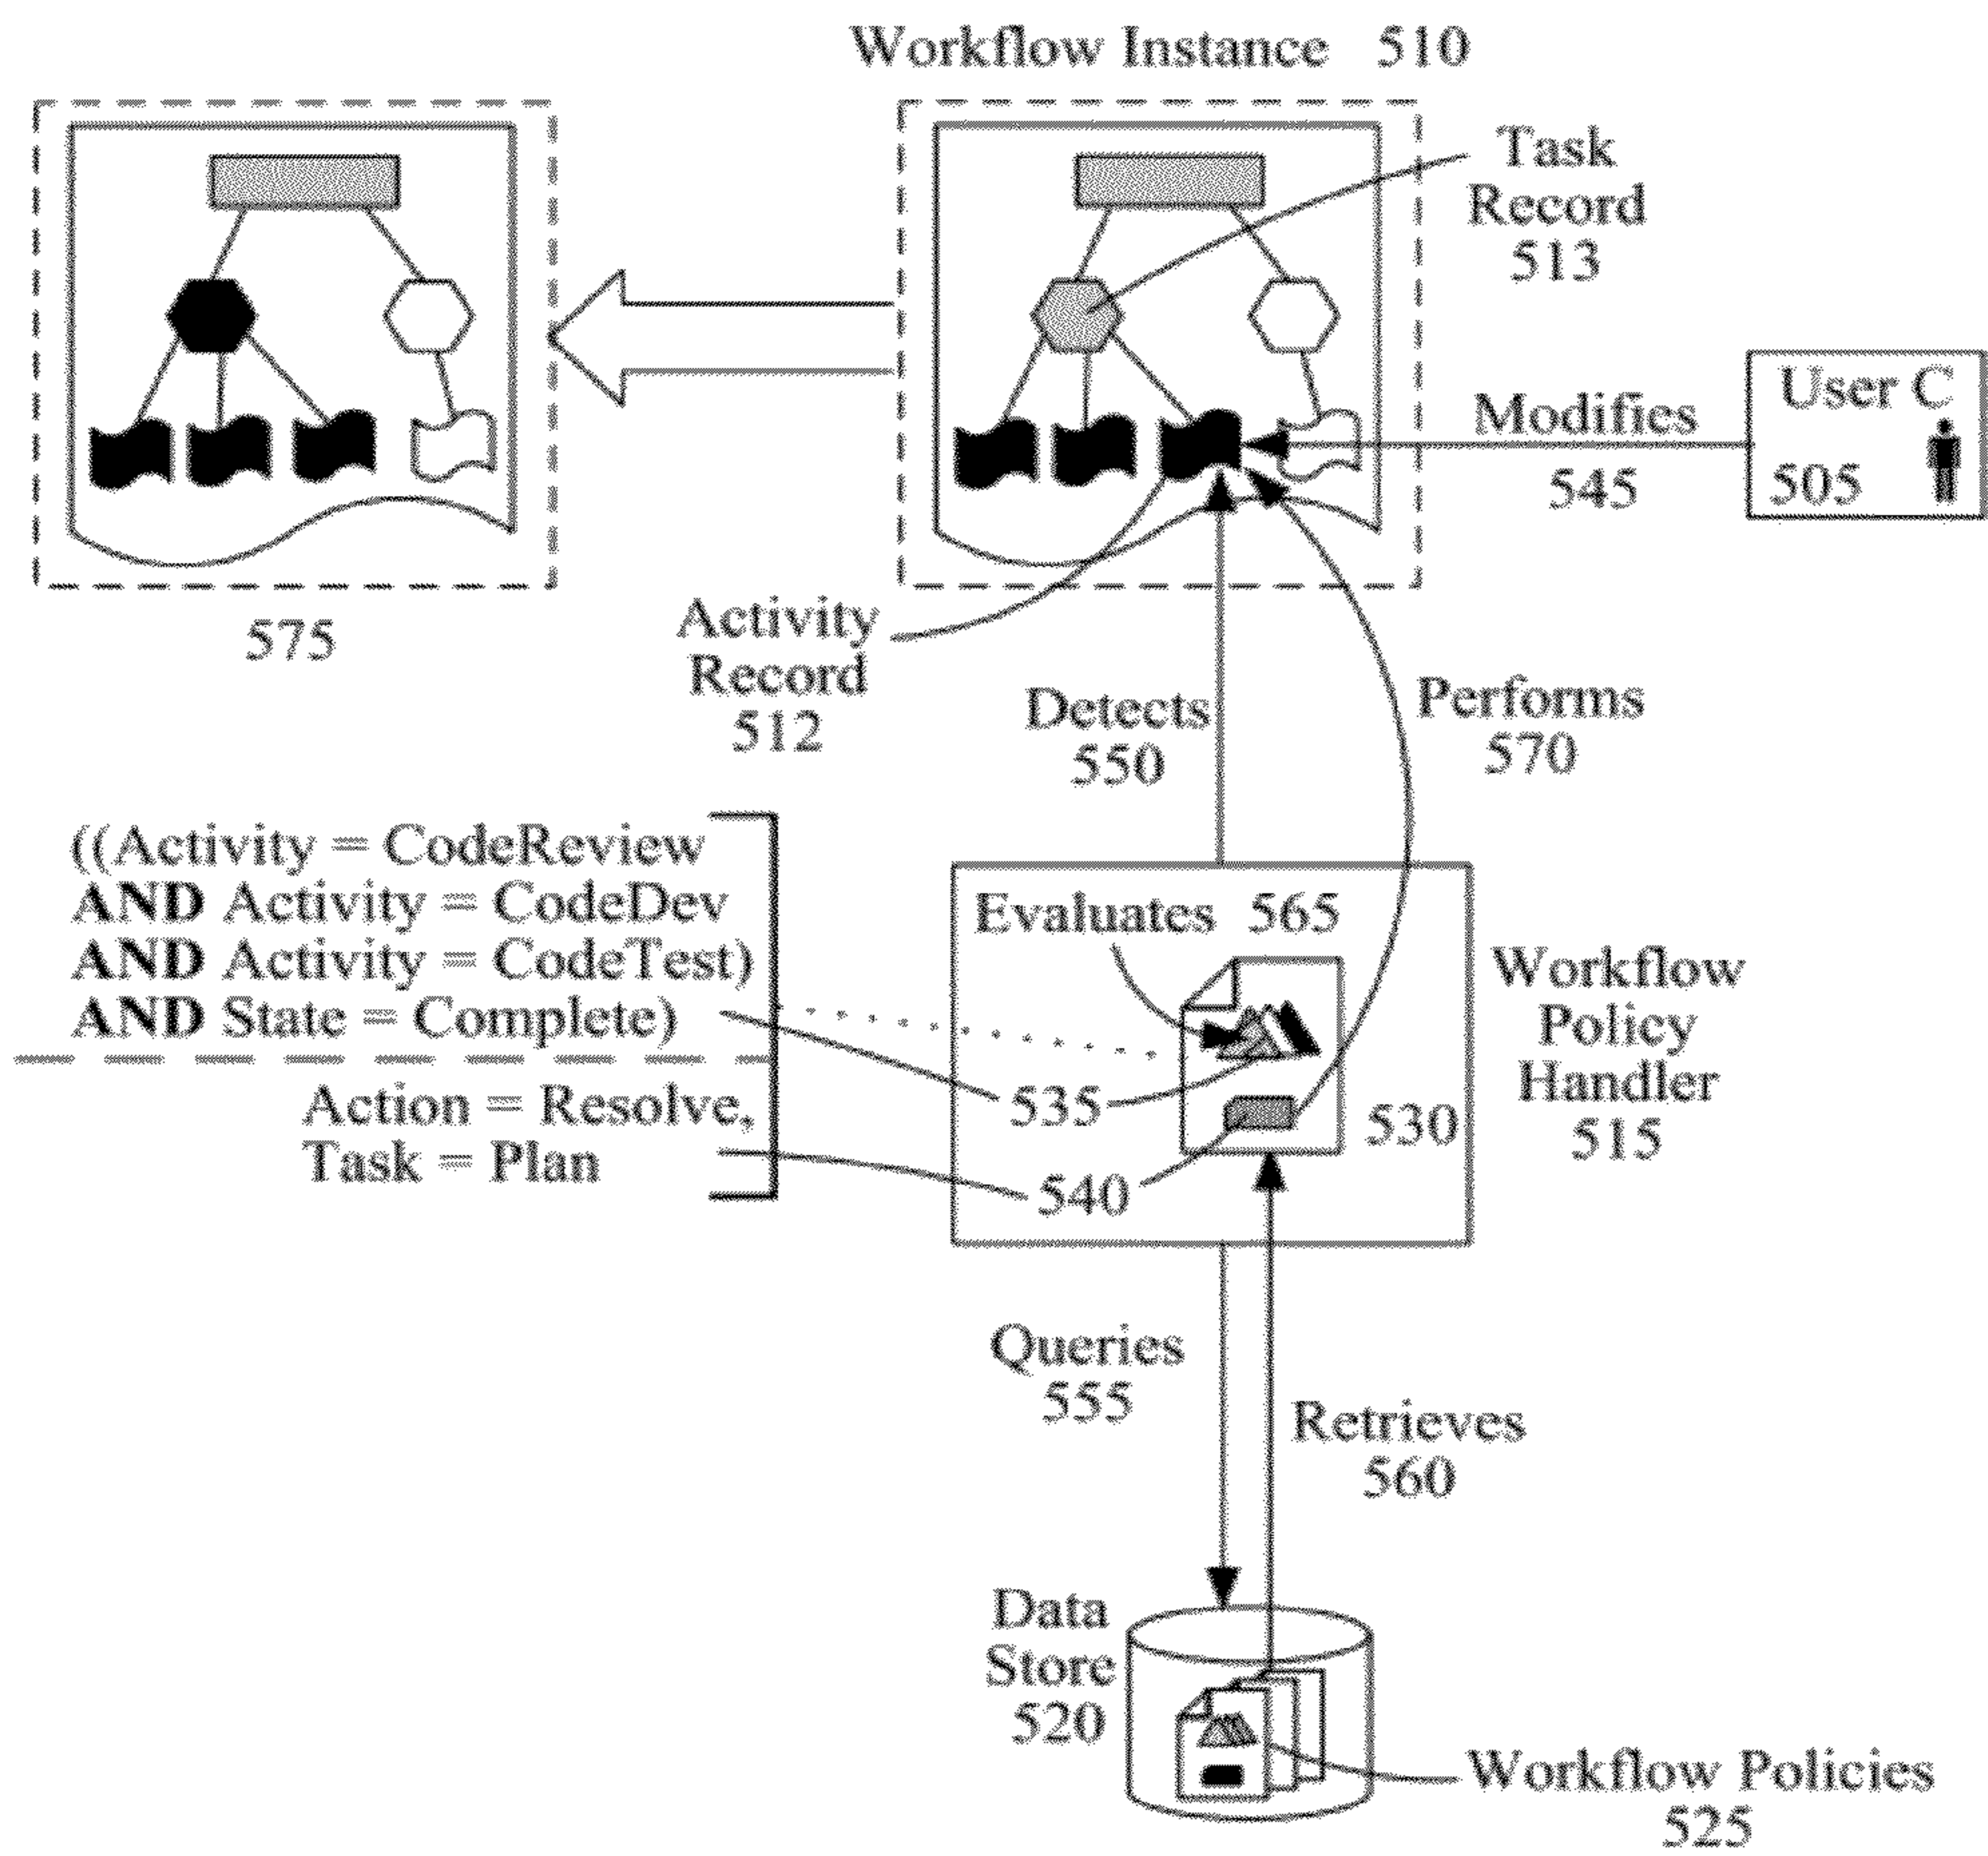 Workflow Instance 510
Task
Record
513
User C
505
Modifies
545
575
Activity
Record
512
Detects
550
Performs
570
((Activity = CodeReview
AND Activity = CodeDev
AND Activity = CodeTest)
AND State = Complete)
Action = Resolve,
Task = Plan
Evaluates 565
535
530
540
Workflow
Policy
Handler
515
Queries
555
Retrieves
560
Data
Store
520
Workflow Policies
525